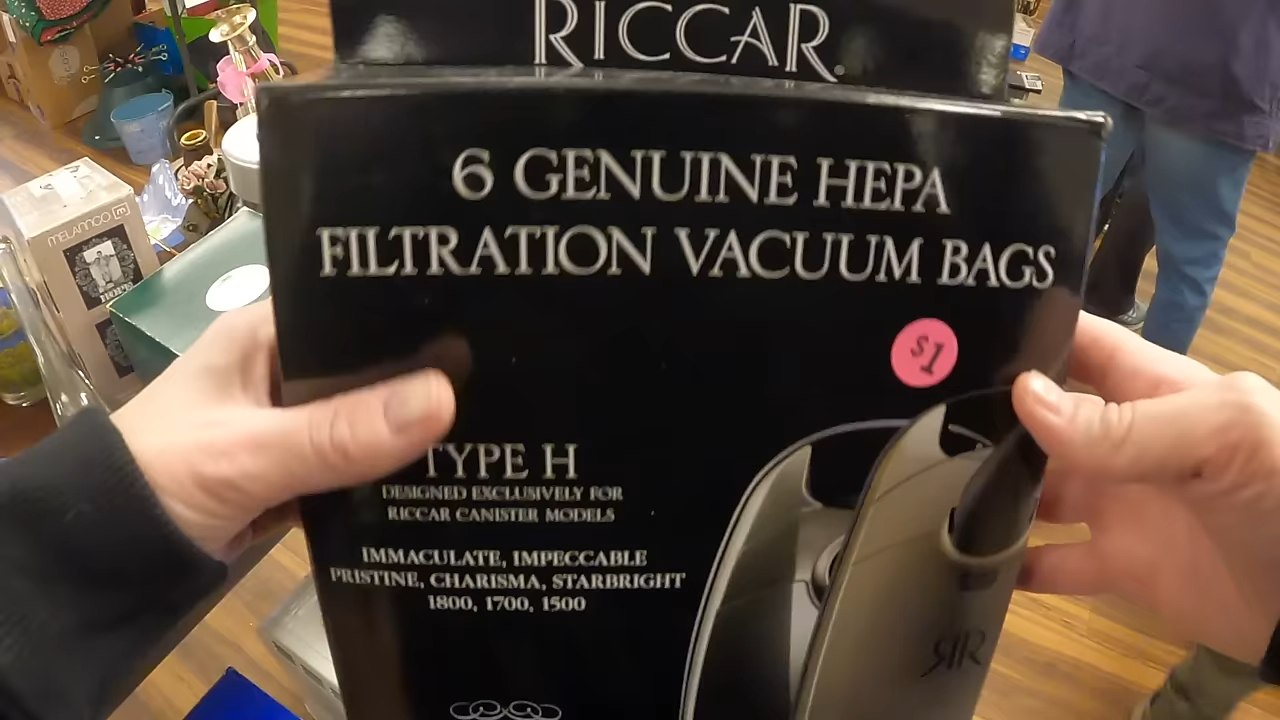 RICCAR
6 GENUINE HEPA
FILTRATION VACUUM BAGS
$1
TYPE H
DESIGNED EXCLUSIVELY FOR
RICCAR CANISTER MODELS
IMMACULATE, IMPECCABLE
PRISTINE, CHARISMA, STARBRIGHT
1800, 1700, 1500
MELANNCO